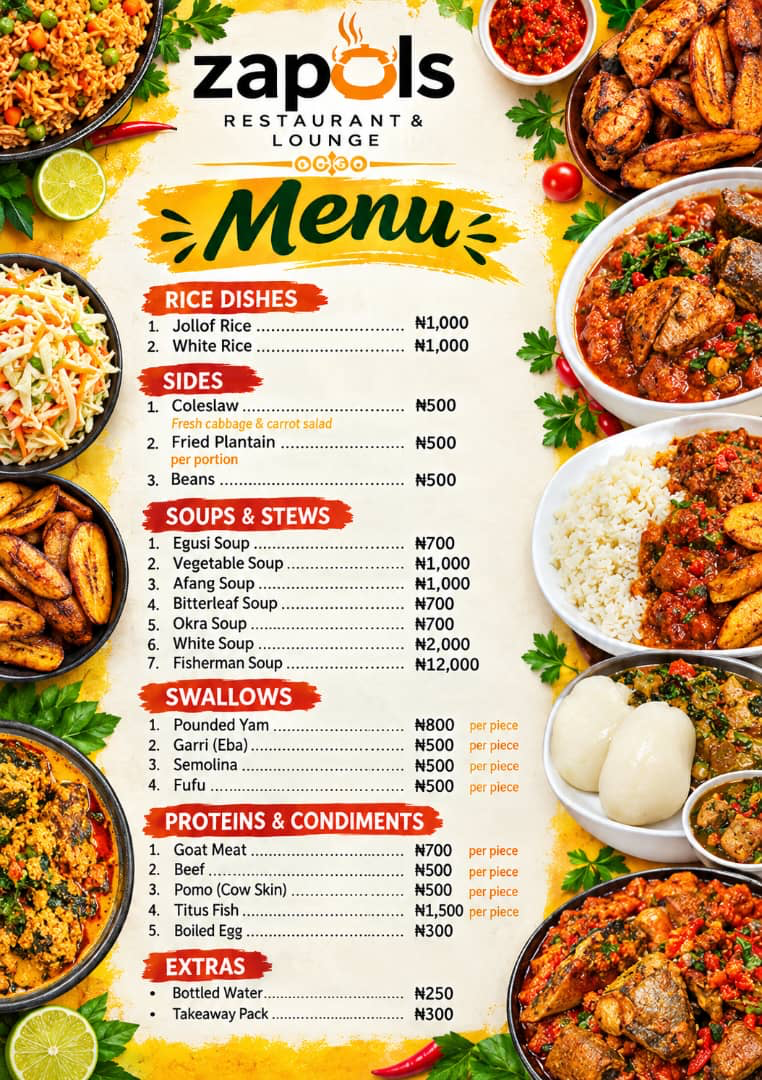 zapols
RESTAURANT &
LOUNGE
Menu
RICE DISHES
1. Jollof Rice ............................ ₦1,000
2. White Rice ............................ ₦1,000
SIDES
1. Coleslaw ............................ ₦500
Fresh cabbage & carrot salad
2. Fried Plantain ............................ ₦500
per portion
3. Beans ............................ ₦500
SOUPS & STEWS
1. Egusi Soup ............................ ₦700
2. Vegetable Soup ............................ ₦1,000
3. Afang Soup ............................ ₦1,000
4. Bitterleaf Soup ............................ ₦700
5. Okra Soup ............................ ₦700
6. White Soup ............................ ₦2,000
7. Fisherman Soup ............................ ₦12,000
SWALLOWS
1. Pounded Yam ............................ ₦800 per piece
2. Garri (Eba) ............................ ₦500 per piece
3. Semolina ............................ ₦500 per piece
4. Fufu ............................ ₦500 per piece
PROTEINS & CONDIMENTS
1. Goat Meat ............................ ₦700 per piece
2. Beef ............................ ₦500 per piece
3. Pomo (Cow Skin) ............................ ₦500 per piece
4. Titus Fish ............................ ₦1,500 per piece
5. Boiled Egg ............................ ₦300
EXTRAS
• Bottled Water ............................ ₦250
• Takeaway Pack ............................ ₦300